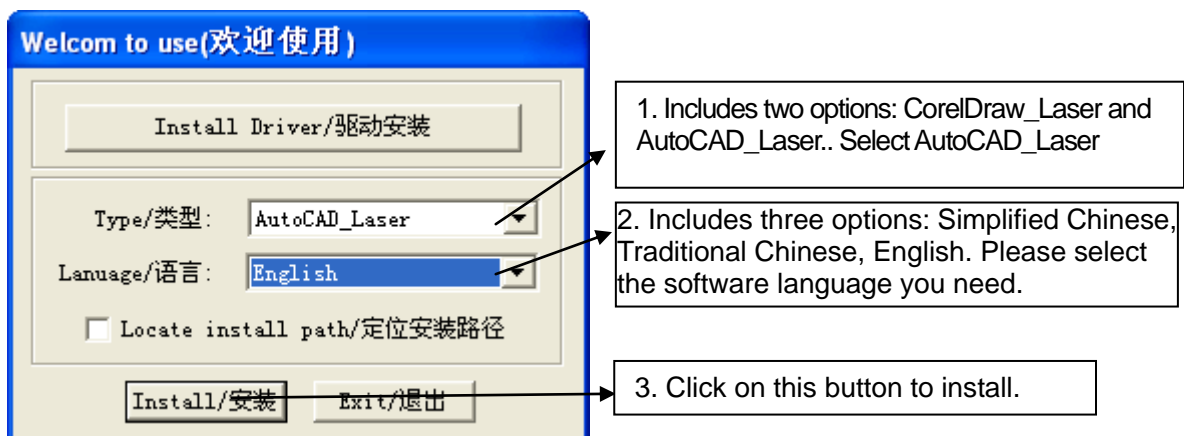 Welcom to use(欢迎使用)
Install Driver/驱动安装
Type/类型: AutoCAD_Laser
Lanuage/语言: English
Locate install path/定位安装路径
Install/安装 Exit/退出
1. Includes two options: CorelDraw_Laser and
AutoCAD_Laser.. Select AutoCAD_Laser
2. Includes three options: Simplified Chinese,
Traditional Chinese, English. Please select
the software language you need.
3. Click on this button to install.